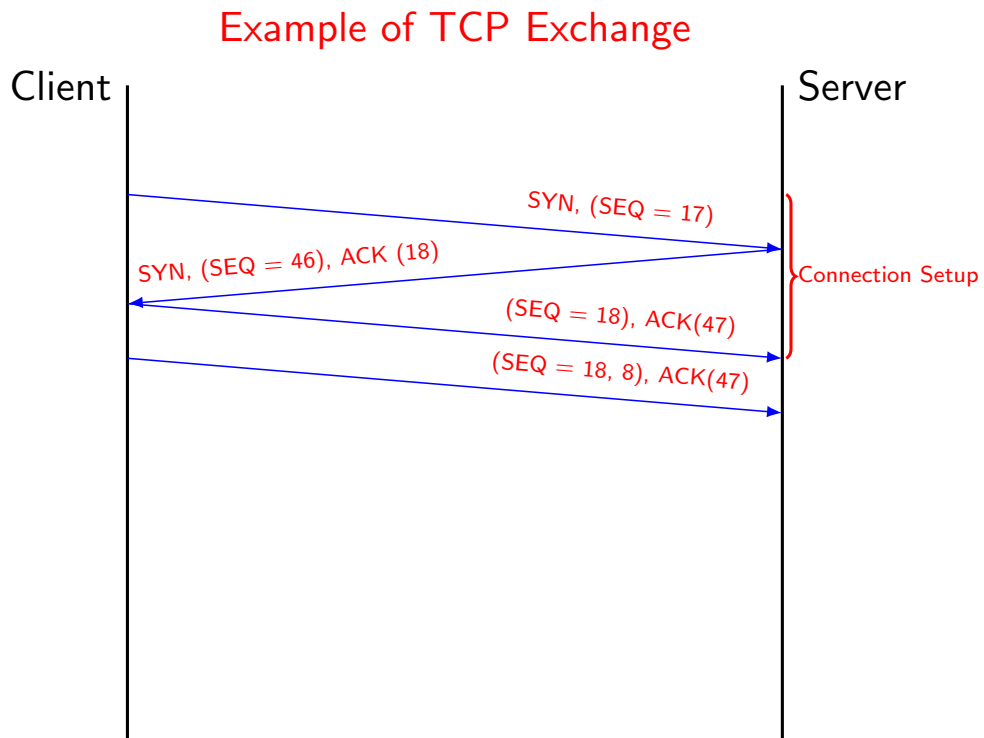 Example of TCP Exchange
Client
Server
SYN, (SEQ = 17)
SYN, (SEQ = 46), ACK (18)
Connection Setup
(SEQ = 18), ACK(47)
(SEQ = 18, 8), ACK(47)